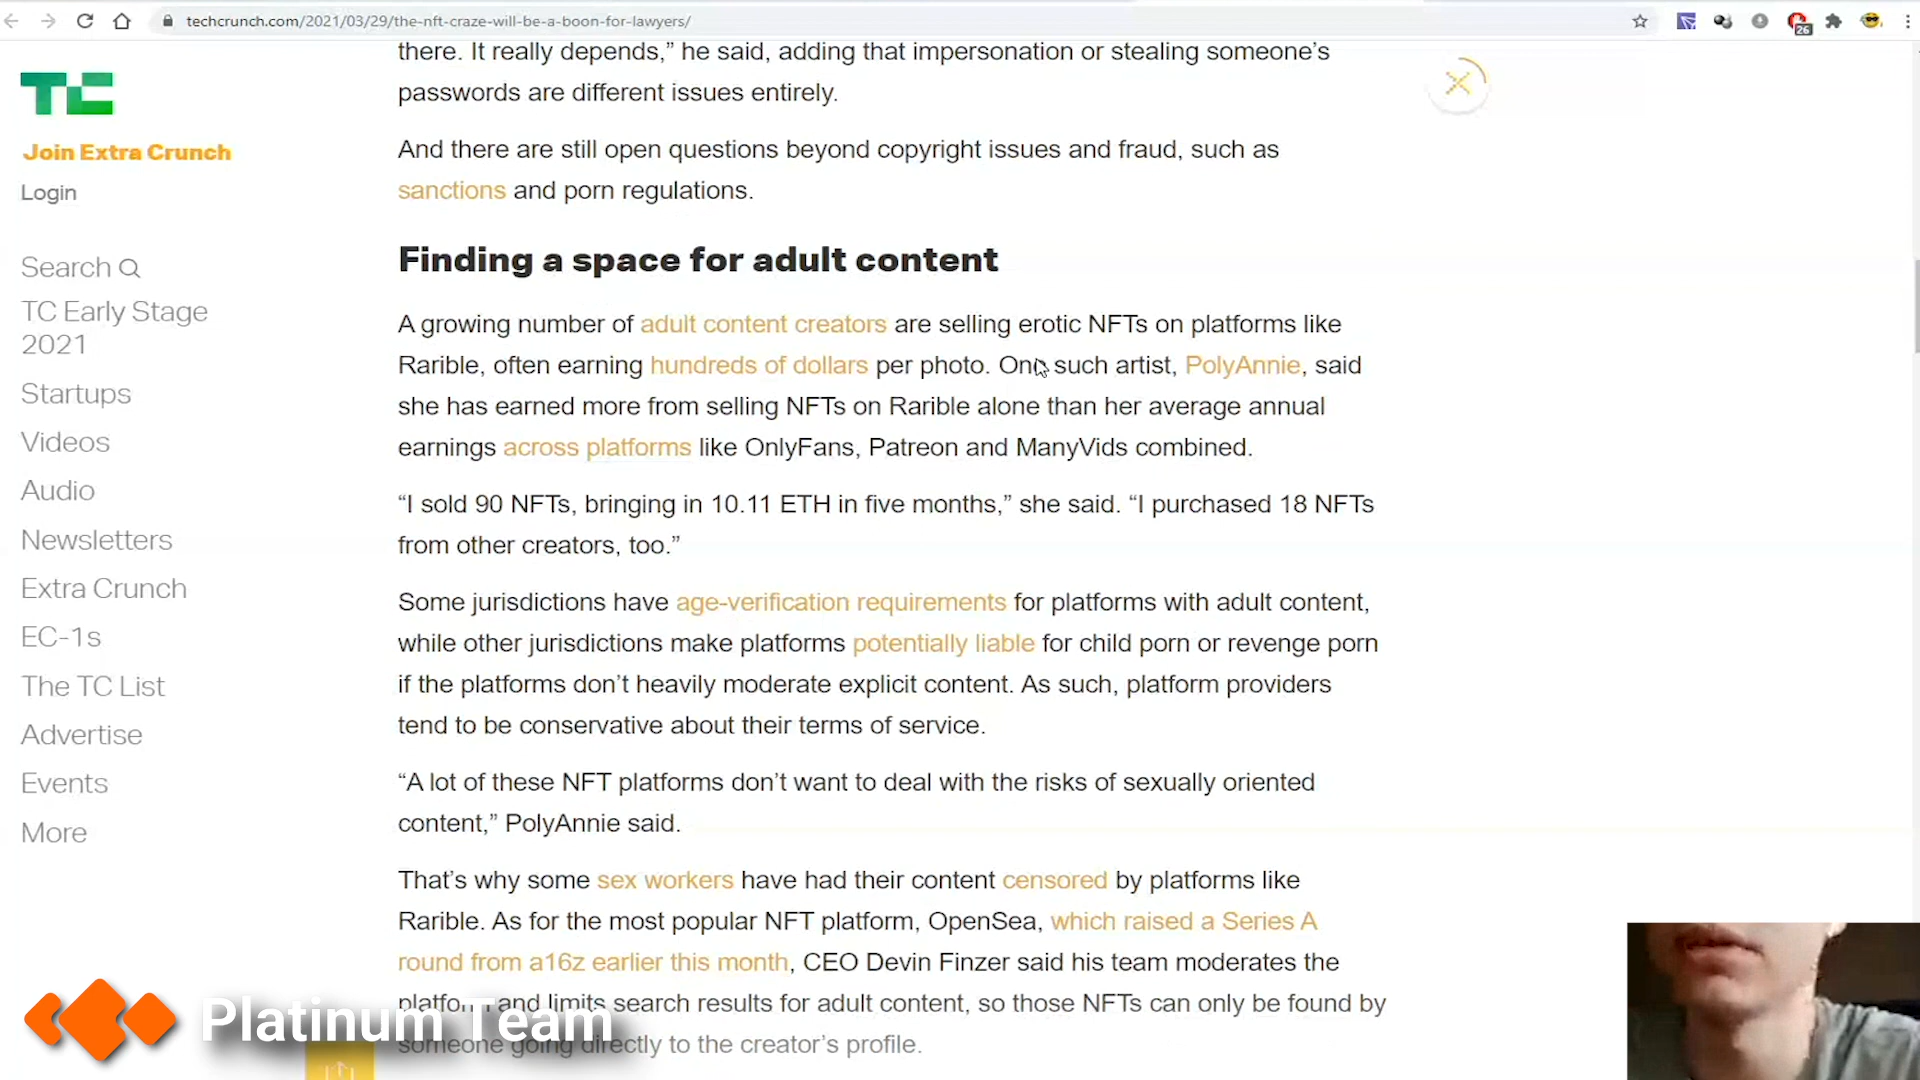 techcrunch.com/2021/03/29/the-nft-craze-will-be-a-boon-for-lawyers/
26
TC
Join Extra Crunch
Login
Search
TC Early Stage
2021
Startups
Videos
Audio
Newsletters
Extra Crunch
EC-1s
The TC List
Advertise
Events
More
there. It really depends,” he said, adding that impersonation or stealing someone’s
passwords are different issues entirely.
And there are still open questions beyond copyright issues and fraud, such as
sanctions and porn regulations.
Finding a space for adult content
A growing number of adult content creators are selling erotic NFTs on platforms like
Rarible, often earning hundreds of dollars per photo. One such artist, PolyAnnie, said
she has earned more from selling NFTs on Rarible alone than her average annual
earnings across platforms like OnlyFans, Patreon and ManyVids combined.
“I sold 90 NFTs, bringing in 10.11 ETH in five months,” she said. “I purchased 18 NFTs
from other creators, too.”
Some jurisdictions have age-verification requirements for platforms with adult content,
while other jurisdictions make platforms potentially liable for child porn or revenge porn
if the platforms don’t heavily moderate explicit content. As such, platform providers
tend to be conservative about their terms of service.
“A lot of these NFT platforms don’t want to deal with the risks of sexually oriented
content,” PolyAnnie said.
That’s why some sex workers have had their content censored by platforms like
Rarible. As for the most popular NFT platform, OpenSea, which raised a Series A
round from a16z earlier this month, CEO Devin Finzer said his team moderates the
platform and limits search results for adult content, so those NFTs can only be found by
someone going directly to the creator’s profile.
Platinum Team